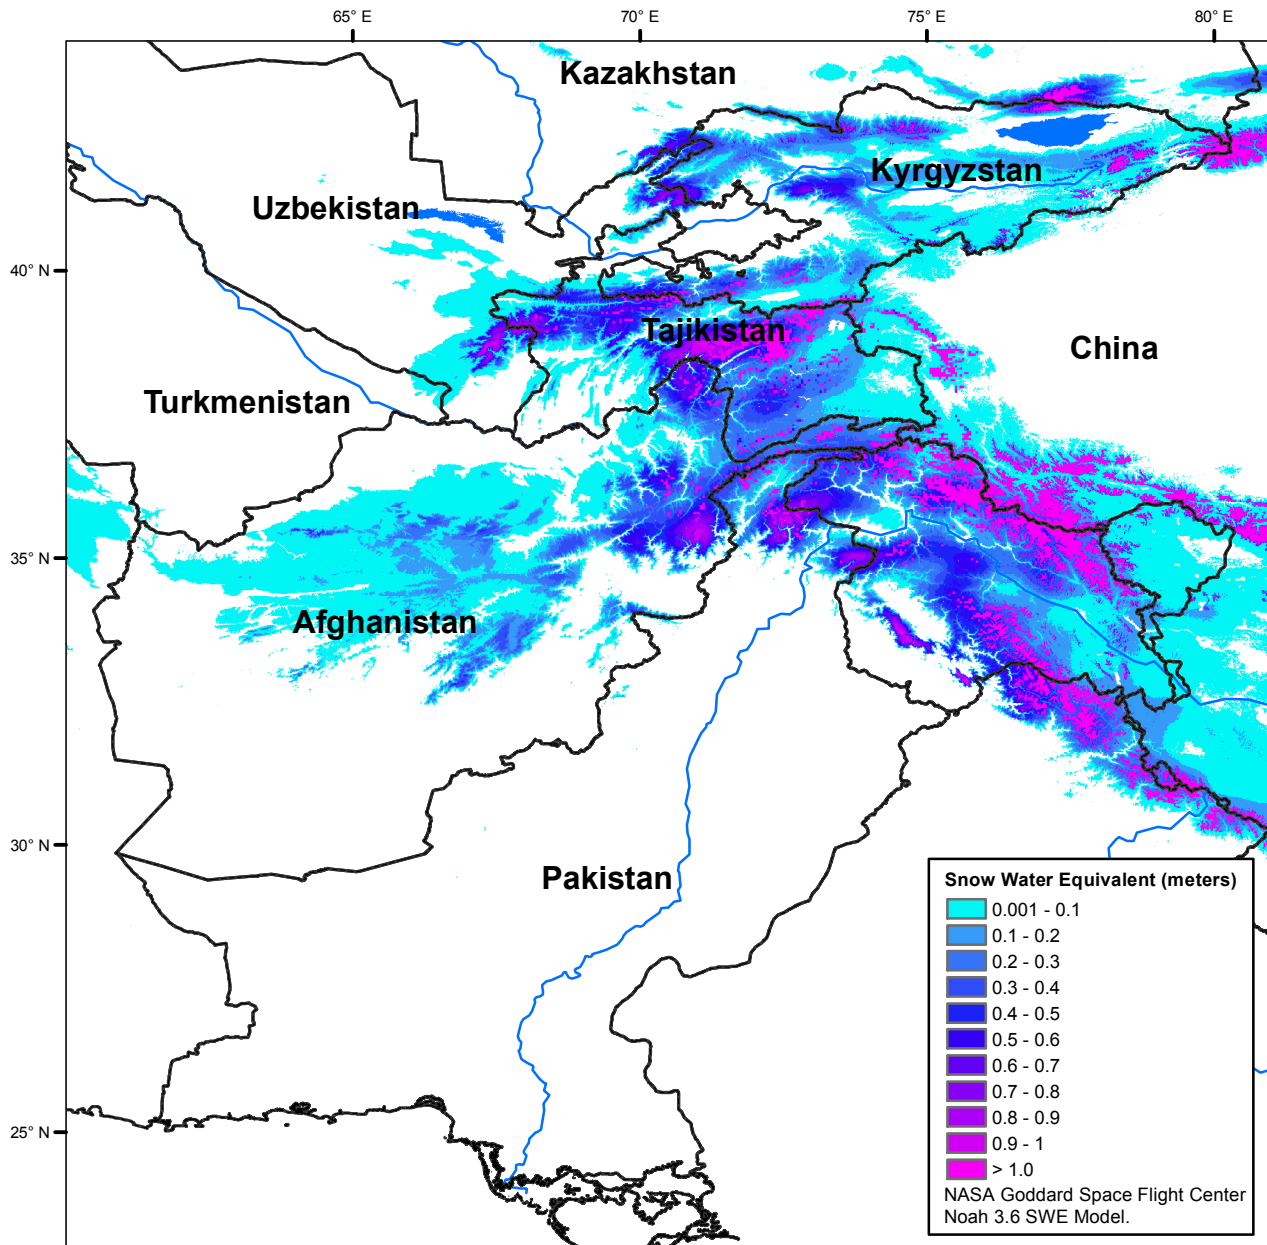 65° E
70° E
75° E
80° E
Kazakhstan
Kyrgyzstan
Uzbekistan
40° N
Tajikistan
China
Turkmenistan
35° N
Afghanistan
30° N
Pakistan
Snow Water Equivalent (meters)
0.001 - 0.1
0.1 - 0.2
0.2 - 0.3
0.3 - 0.4
0.4 - 0.5
0.5 - 0.6
0.6 - 0.7
0.7 - 0.8
0.8 - 0.9
0.9 - 1
> 1.0
NASA Goddard Space Flight Center
Noah 3.6 SWE Model.
25° N